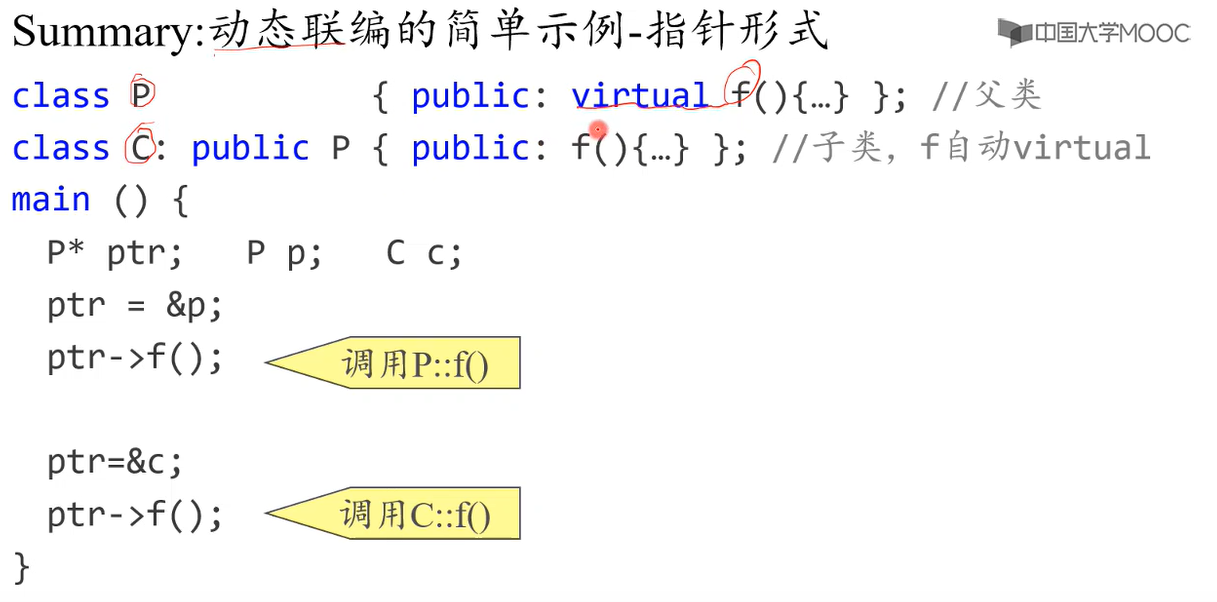 Summary:动态联编的简单示例-指针形式
中国大学MOOC
class P { public: virtual f(){…} }; //父类
class C: public P { public: f(){…} }; //子类，f自动virtual
main () {
P* ptr; P p; C c;
ptr = &p;
ptr->f(); 调用P::f()
ptr=&c;
ptr->f(); 调用C::f()
}